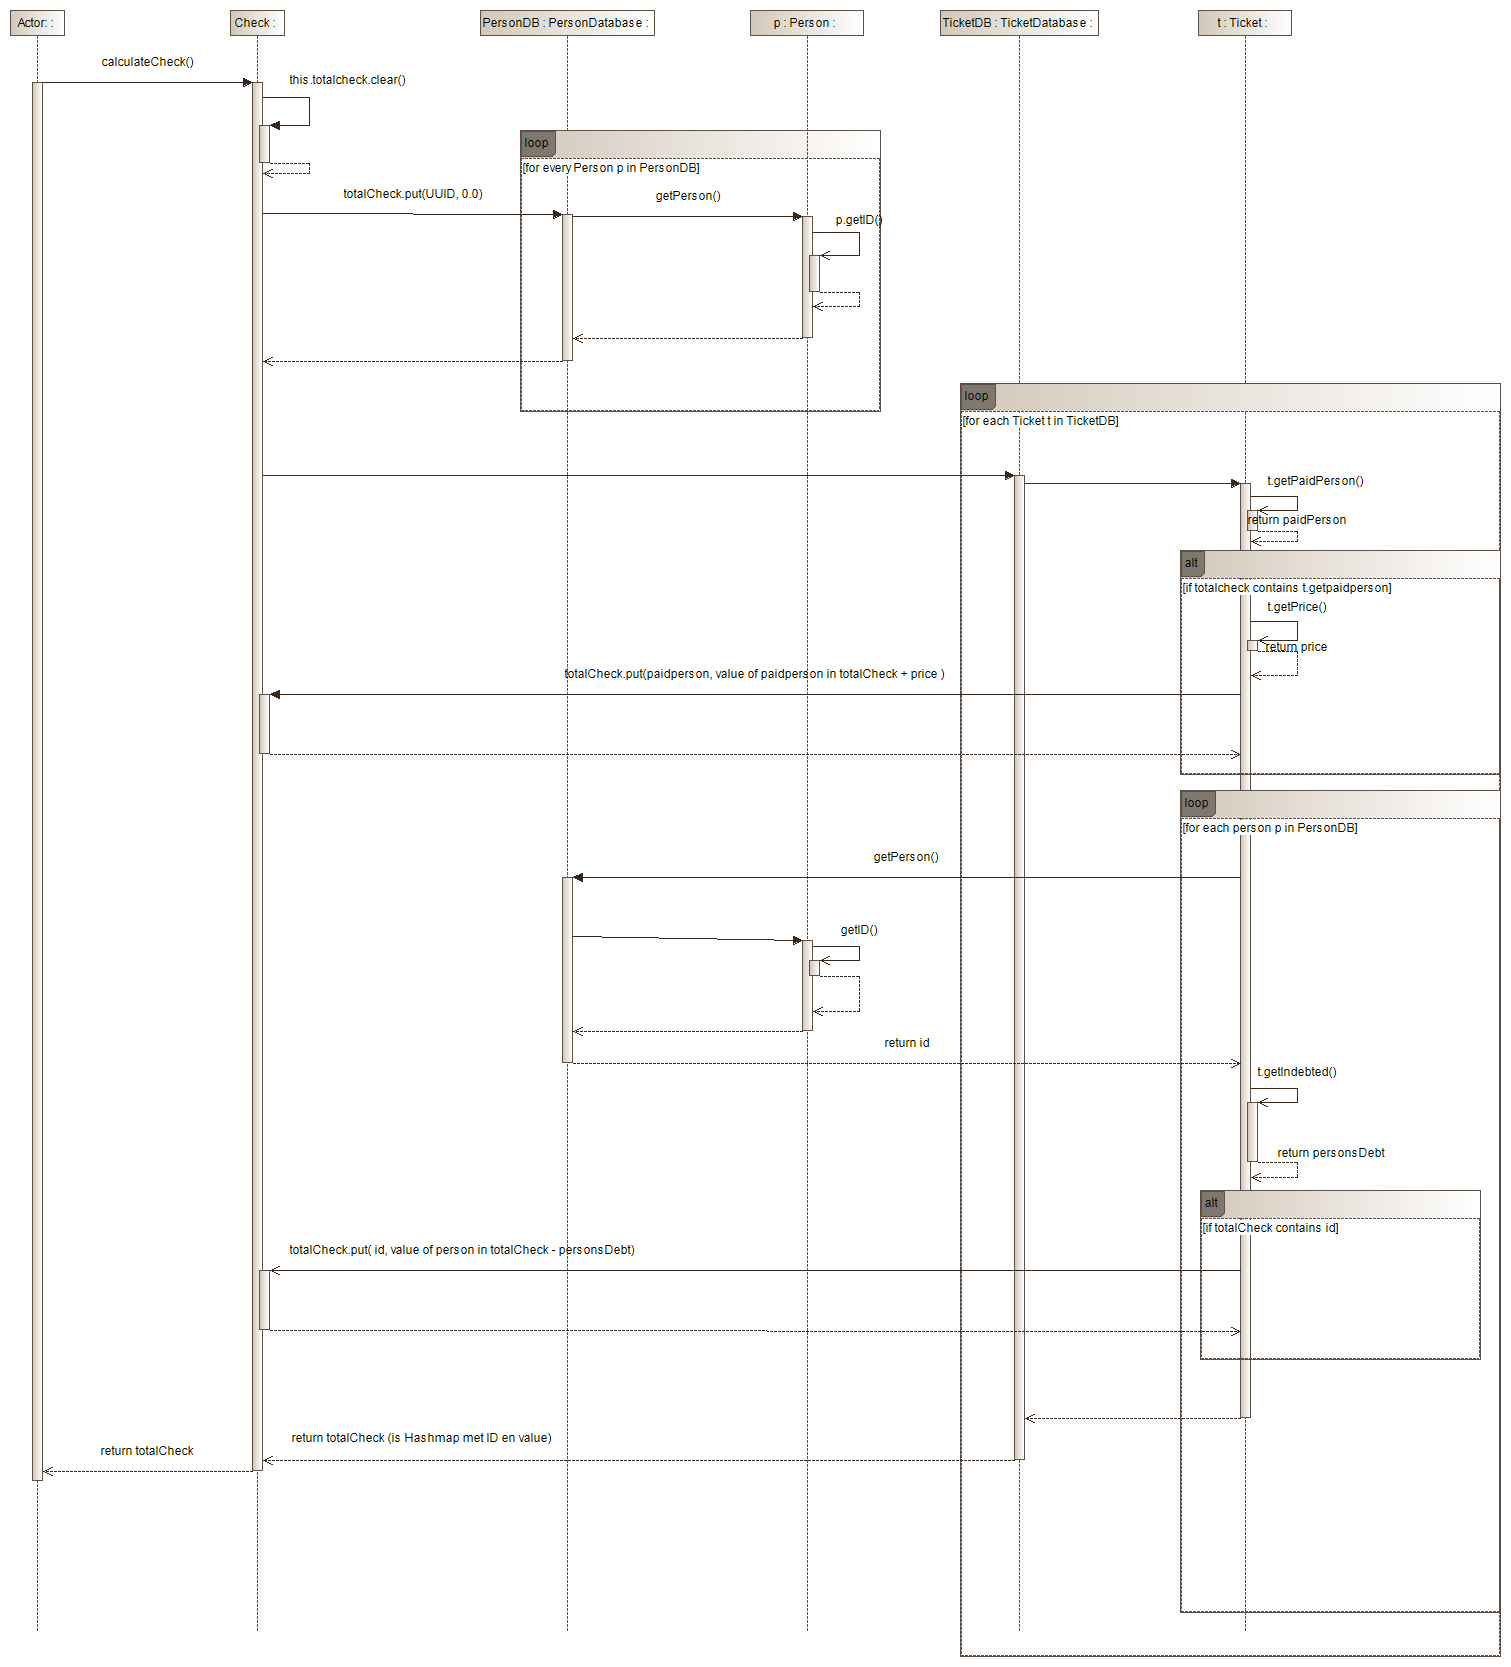 Actor: :
Check :
PersonDB : PersonDatabase :
p : Person :
TicketDB : TicketDatabase :
t : Ticket :
calculateCheck()
this.totalcheck.clear()
loop
[for every Person p in PersonDB]
totalCheck.put(UUID, 0.0)
getPerson()
p.getID()
loop
[for each Ticket t in TicketDB]
t.getPaidPerson()
return paidPerson
alt
[if totalcheck contains t.getpaidperson]
t.getPrice()
return price
totalCheck.put(paidperson, value of paidperson in totalCheck + price )
loop
[for each person p in PersonDB]
getPerson()
getID()
return id
t.getIndebted()
return personsDebt
alt
[if totalCheck contains id]
totalCheck.put( id, value of person in totalCheck - personsDebt)
return totalCheck (is Hashmap met ID en value)
return totalCheck